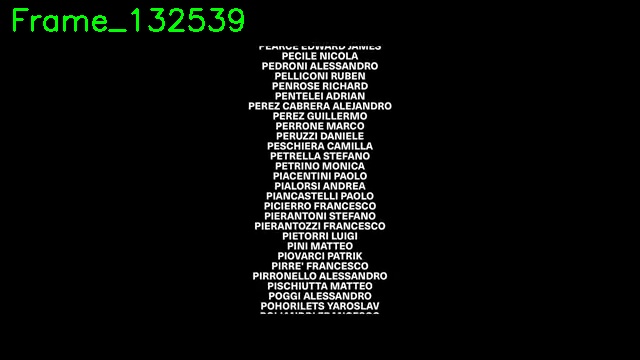 Frame_132539
PEARCE EDWARD JAMES
PECILE NICOLA
PEDRONI ALESSANDRO
PELLICONI RUBEN
PENROSE RICHARD
PENTELEI ADRIAN
PEREZ CABRERA ALEJANDRO
PEREZ GUILLERMO
PERRONE MARCO
PERUZZI DANIELE
PESCHIERA CAMILLA
PETRELLA STEFANO
PETRINO MONICA
PIACENTINI PAOLO
PIALORSI ANDREA
PIANCASTELLI PAOLO
PICIERRO FRANCESCO
PIERANTONI STEFANO
PIERANTOZZI FRANCESCO
PIETORRI LUIGI
PINI MATTEO
PIOVARCI PATRIK
PIRRE' FRANCESCO
PIRRONELLO ALESSANDRO
PISCHIUTTA MATTEO
POGGI ALESSANDRO
POHORILETS YAROSLAV